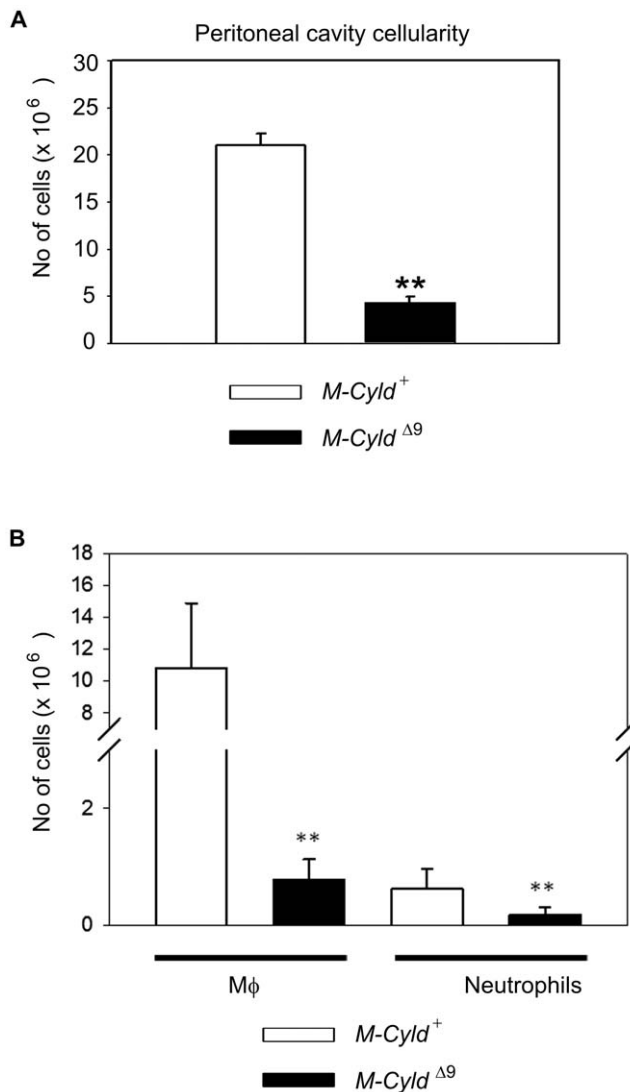 A
Peritoneal cavity cellularity
No of cells (x 10⁶)
30
25
20
15
10
5
0
**
M-Cyld⁺
M-Cyld Δ9
B
No of cells (x 10⁶)
18
16
14
12
10
8
2
0
**
**
Mϕ
Neutrophils
M-Cyld⁺
M-Cyld Δ9